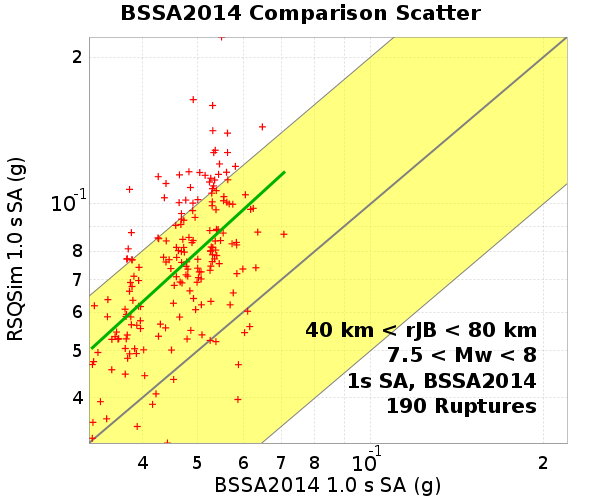 BSSA2014 Comparison Scatter
RSQSim 1.0 s SA (g)
2
10-1
8
7
6
5
4
40 km < rJB < 80 km
7.5 < Mw < 8
1s SA, BSSA2014
190 Ruptures
4 5 6 7 8 10-1 2
BSSA2014 1.0 s SA (g)